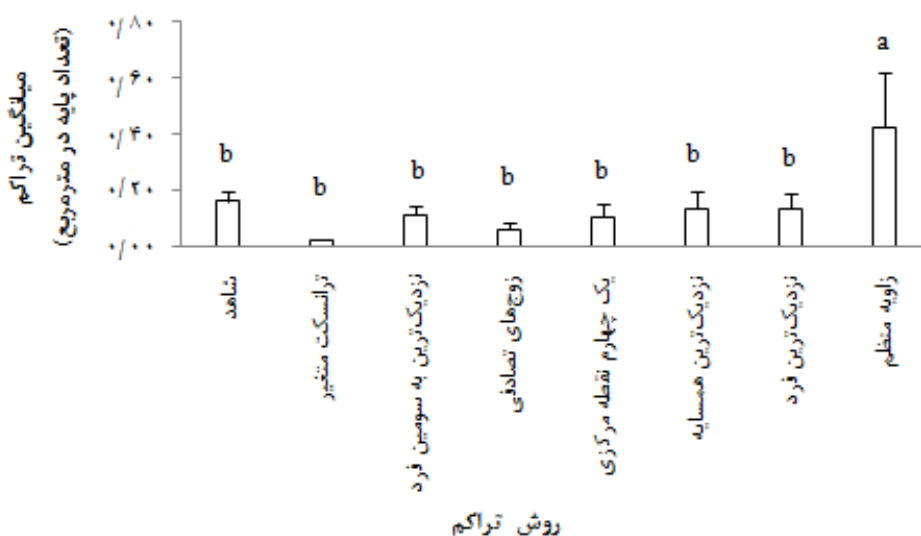 میانگین تراکم
(تعداد پایه در مترمربع)
۰/۸۰
۰/۶۰
۰/۴۰
۰/۲۰
۰/۰۰
b
b
b
b
b
b
b
a
شاهد
ترانسکت متغیر
نزدیک‌ترین به سومین فرد
زوج‌های تصادفی
یک چهارم نقطه مرکزی
نزدیک‌ترین همسایه
نزدیک‌ترین فرد
زاویه منظم
روش تراکم